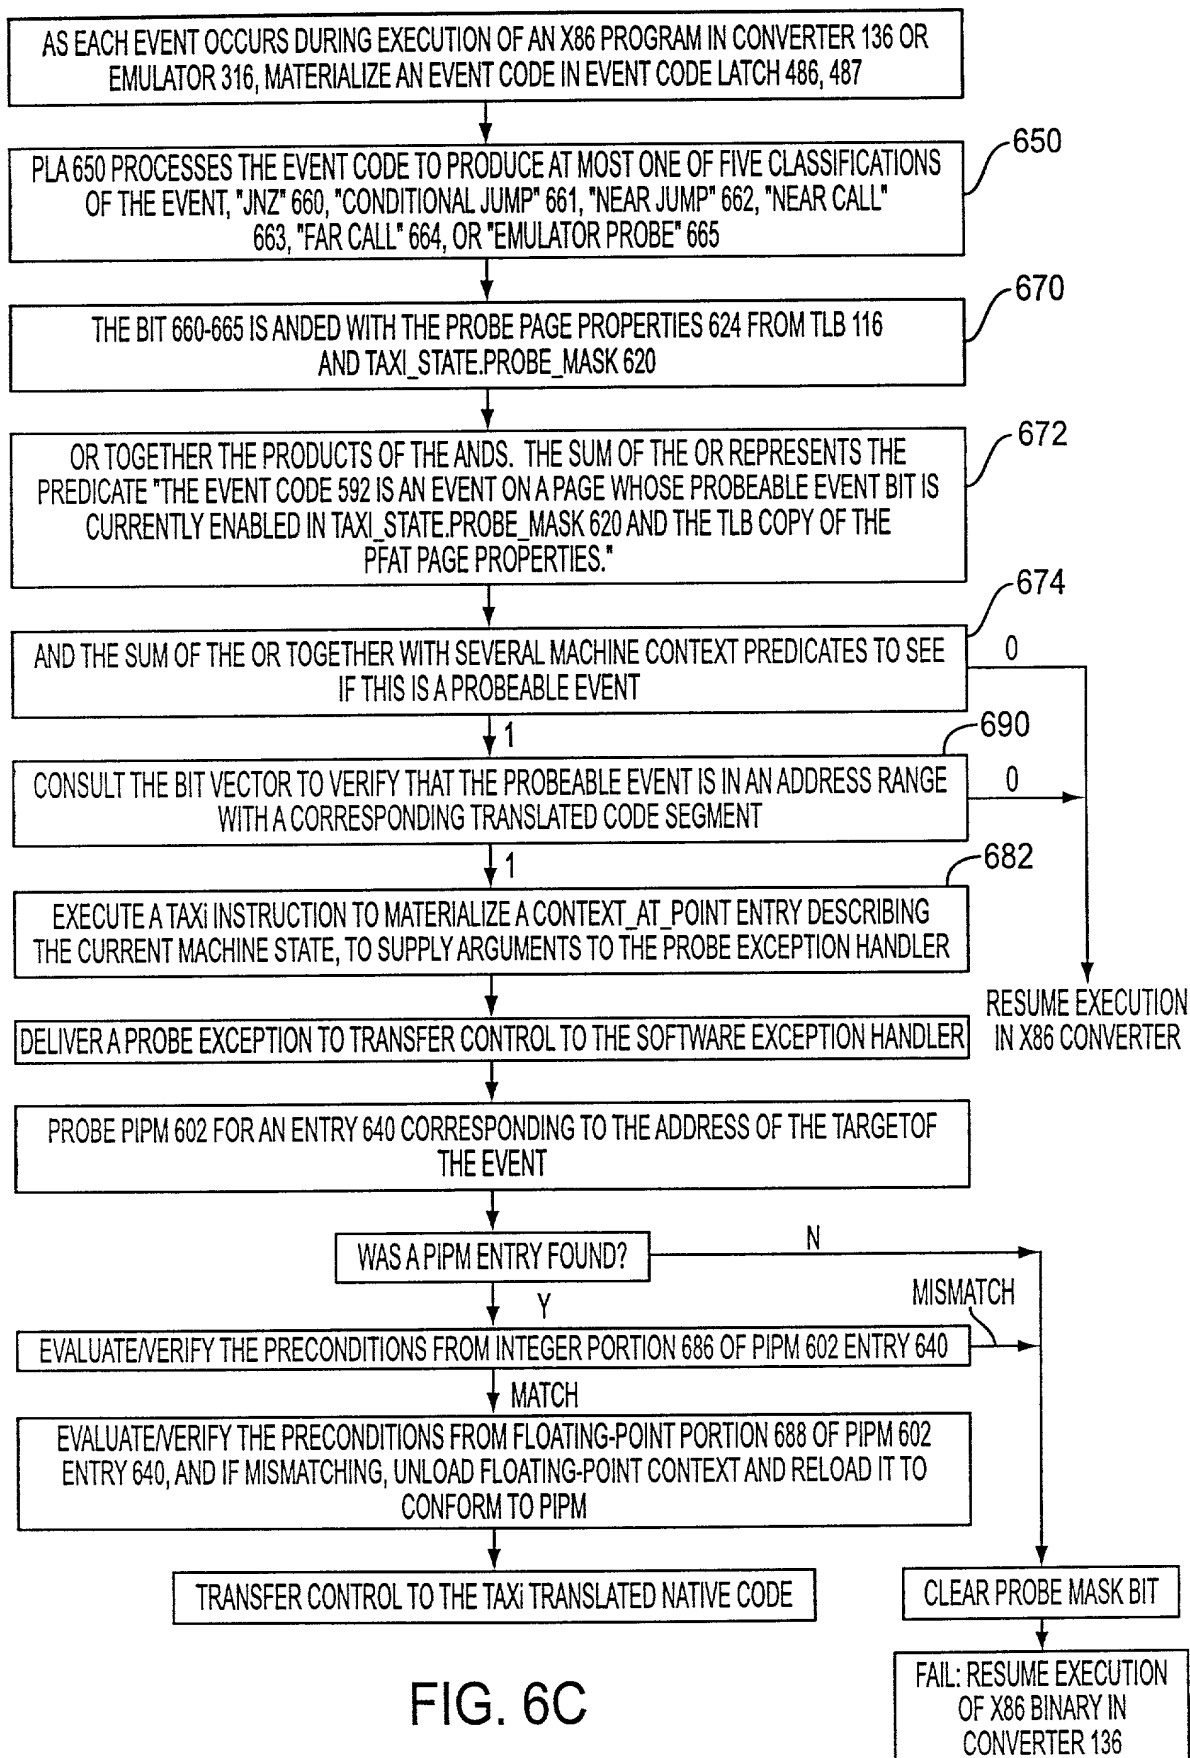 AS EACH EVENT OCCURS DURING EXECUTION OF AN X86 PROGRAM IN CONVERTER 136 OR
EMULATOR 316, MATERIALIZE AN EVENT CODE IN EVENT CODE LATCH 486, 487
650
PLA 650 PROCESSES THE EVENT CODE TO PRODUCE AT MOST ONE OF FIVE CLASSIFICATIONS
OF THE EVENT, "JNZ" 660, "CONDITIONAL JUMP" 661, "NEAR JUMP" 662, "NEAR CALL"
663, "FAR CALL" 664, OR "EMULATOR PROBE" 665
670
THE BIT 660-665 IS ANDED WITH THE PROBE PAGE PROPERTIES 624 FROM TLB 116
AND TAXI_STATE.PROBE_MASK 620
672
OR TOGETHER THE PRODUCTS OF THE ANDS. THE SUM OF THE OR REPRESENTS THE
PREDICATE "THE EVENT CODE 592 IS AN EVENT ON A PAGE WHOSE PROBEABLE EVENT BIT IS
CURRENTLY ENABLED IN TAXI_STATE.PROBE_MASK 620 AND THE TLB COPY OF THE
PFAT PAGE PROPERTIES."
674
AND THE SUM OF THE OR TOGETHER WITH SEVERAL MACHINE CONTEXT PREDICATES TO SEE
IF THIS IS A PROBEABLE EVENT
0
1
690
CONSULT THE BIT VECTOR TO VERIFY THAT THE PROBEABLE EVENT IS IN AN ADDRESS RANGE
WITH A CORRESPONDING TRANSLATED CODE SEGMENT
0
1
682
EXECUTE A TAXi INSTRUCTION TO MATERIALIZE A CONTEXT_AT_POINT ENTRY DESCRIBING
THE CURRENT MACHINE STATE, TO SUPPLY ARGUMENTS TO THE PROBE EXCEPTION HANDLER
RESUME EXECUTION
IN X86 CONVERTER
DELIVER A PROBE EXCEPTION TO TRANSFER CONTROL TO THE SOFTWARE EXCEPTION HANDLER
PROBE PIPM 602 FOR AN ENTRY 640 CORRESPONDING TO THE ADDRESS OF THE TARGETOF
THE EVENT
WAS A PIPM ENTRY FOUND?
N
Y
MISMATCH
EVALUATE/VERIFY THE PRECONDITIONS FROM INTEGER PORTION 686 OF PIPM 602 ENTRY 640
MATCH
EVALUATE/VERIFY THE PRECONDITIONS FROM FLOATING-POINT PORTION 688 OF PIPM 602
ENTRY 640, AND IF MISMATCHING, UNLOAD FLOATING-POINT CONTEXT AND RELOAD IT TO
CONFORM TO PIPM
TRANSFER CONTROL TO THE TAXi TRANSLATED NATIVE CODE
CLEAR PROBE MASK BIT
FAIL: RESUME EXECUTION
OF X86 BINARY IN
CONVERTER 136
FIG. 6C